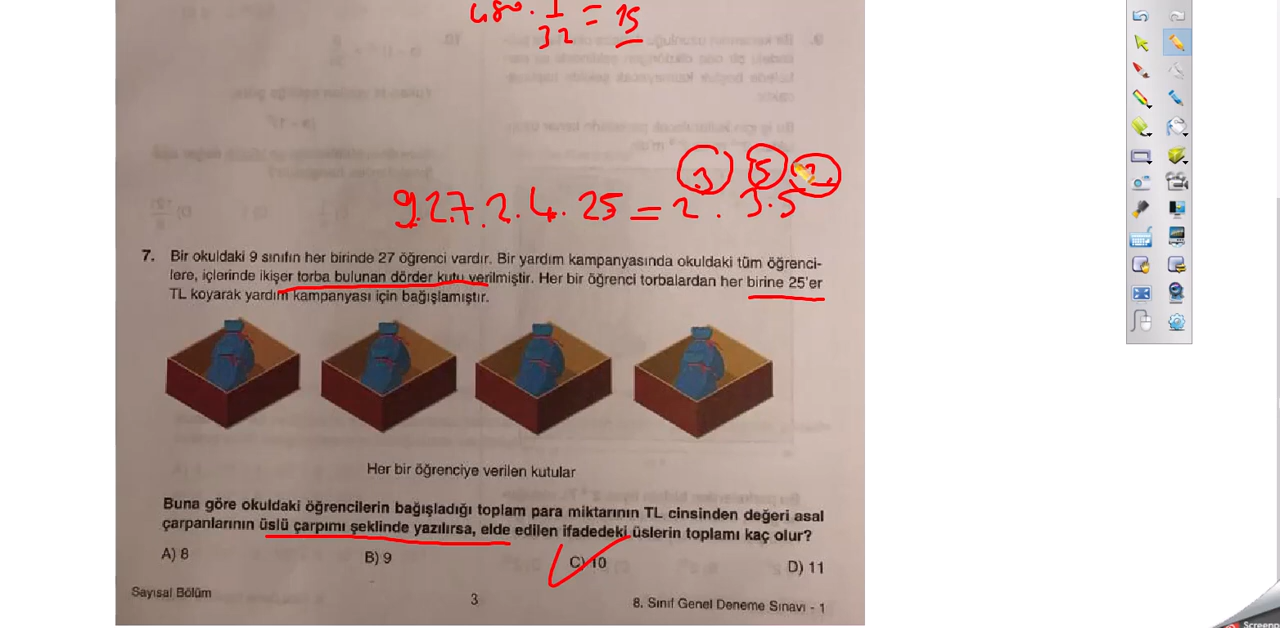 480 · 1/32 = 15
9.27.2.4.25 = 2³ · 3⁵ · 5²
7. Bir okuldaki 9 sınıfın her birinde 27 öğrenci vardır. Bir yardım kampanyasında okuldaki tüm öğrenci-
lere, içlerinde ikişer torba bulunan dörder kutu verilmiştir. Her bir öğrenci torbalardan her birine 25'er
TL koyarak yardım kampanyası için bağışlamıştır.
Her bir öğrenciye verilen kutular
Buna göre okuldaki öğrencilerin bağışladığı toplam para miktarının TL cinsinden değeri asal
çarpanlarının üslü çarpımı şeklinde yazılırsa, elde edilen ifadedeki üslerin toplamı kaç olur?
A) 8 B) 9 C) 10 D) 11
Sayısal Bölüm 3 8. Sınıf Genel Deneme Sınavı - 1